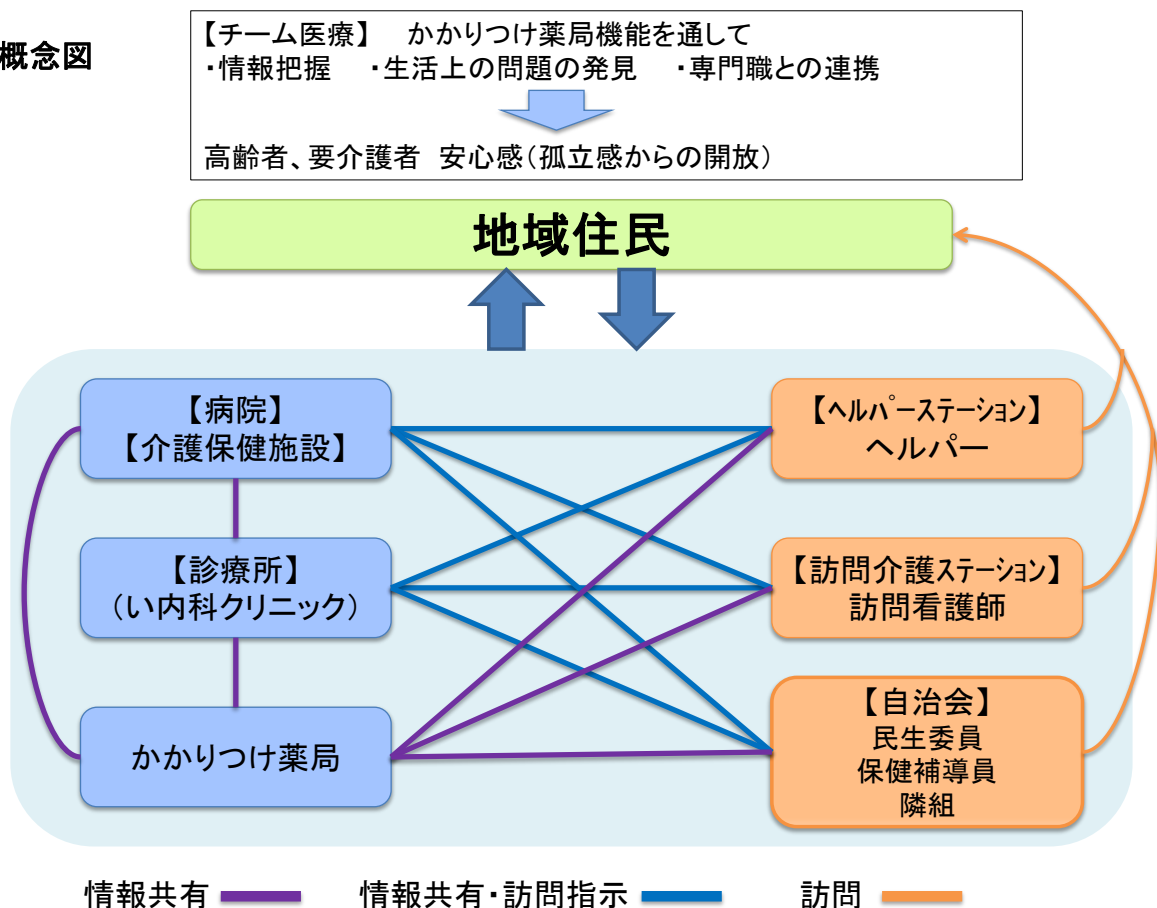 概念図
【チーム医療】　かかりつけ薬局機能を通して
・情報把握　・生活上の問題の発見　・専門職との連携
高齢者、要介護者　安心感（孤立感からの開放）
地域住民
【病院】
【介護保健施設】
【診療所】
（い内科クリニック）
かかりつけ薬局
【ﾍﾙﾊﾟｰｽﾃｰｼｮﾝ】
ヘルパー
【訪問介護ｽﾃｰｼｮﾝ】
訪問看護師
【自治会】
民生委員
保健補導員
隣組
情報共有　情報共有・訪問指示　訪問